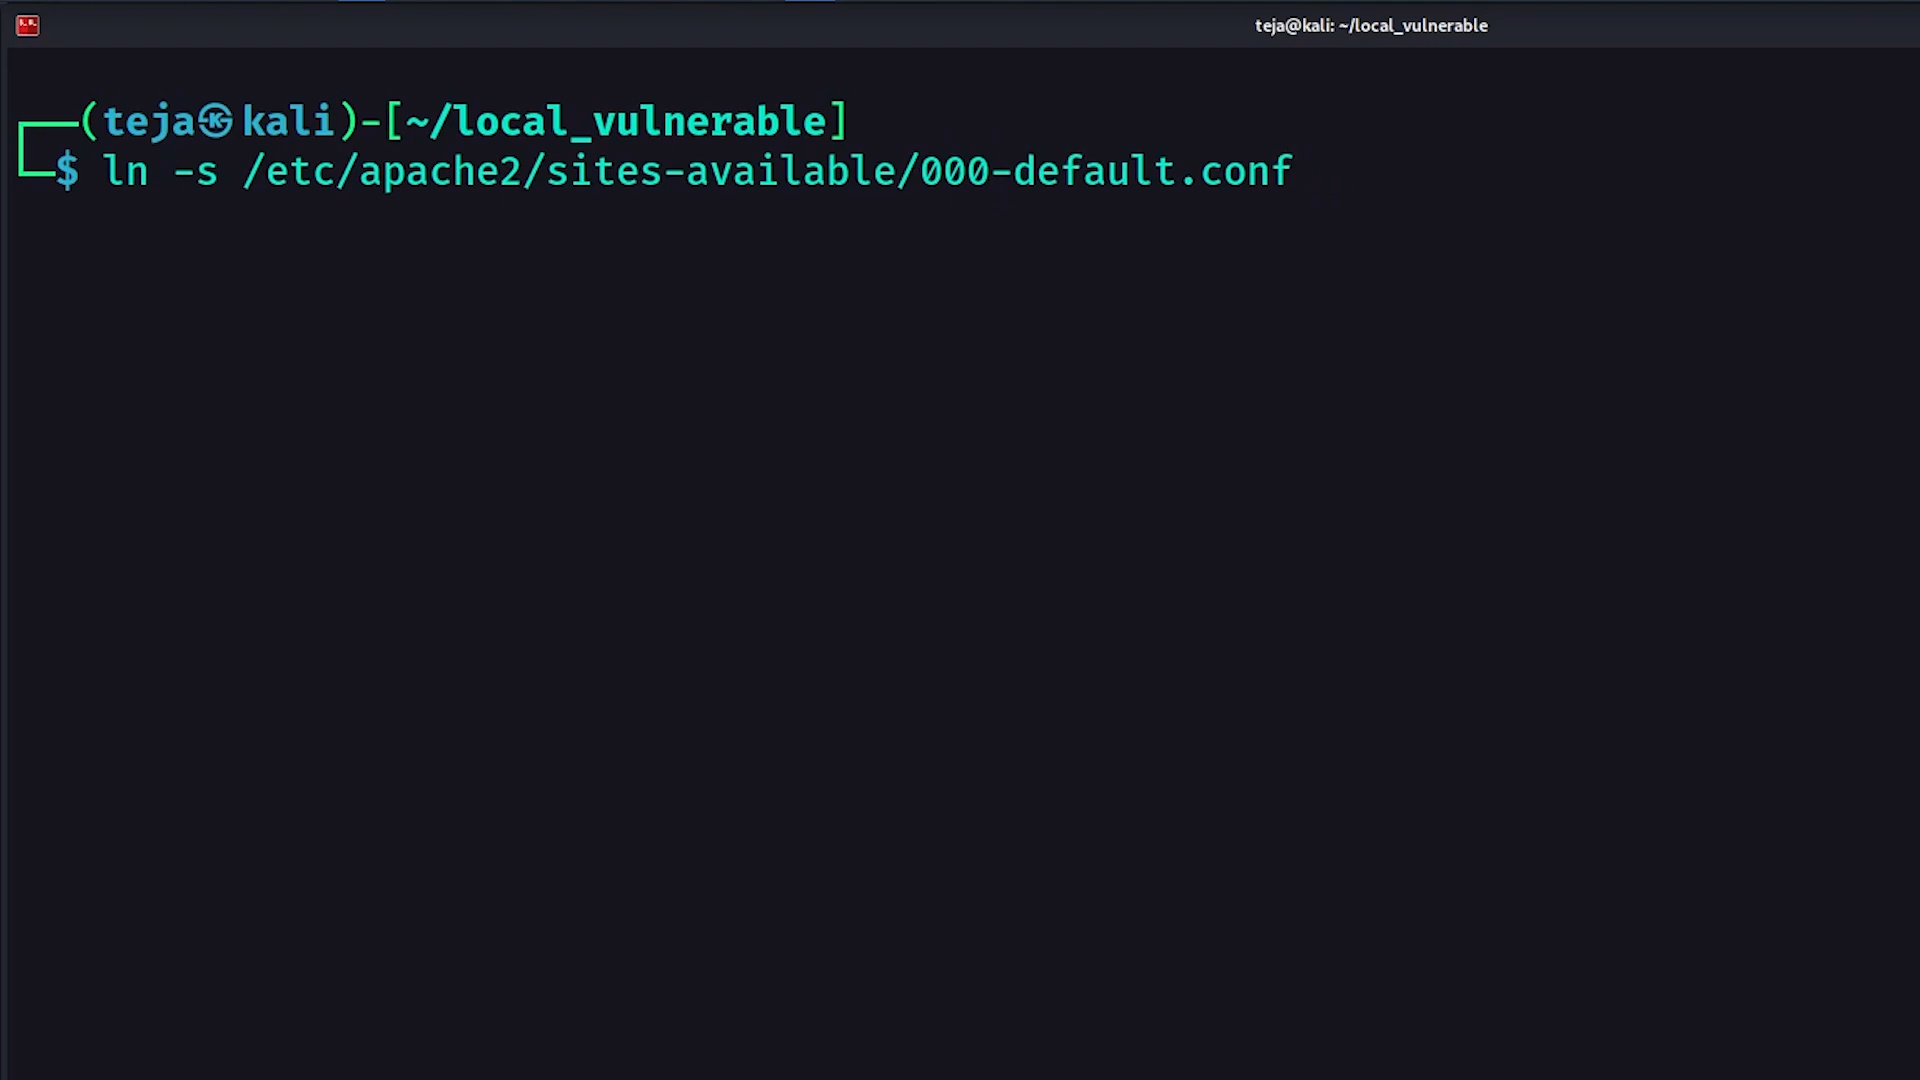 teja@kali: ~/local_vulnerable
┌──(teja㉿kali)-[~/local_vulnerable]
└─$ ln -s /etc/apache2/sites-available/000-default.conf